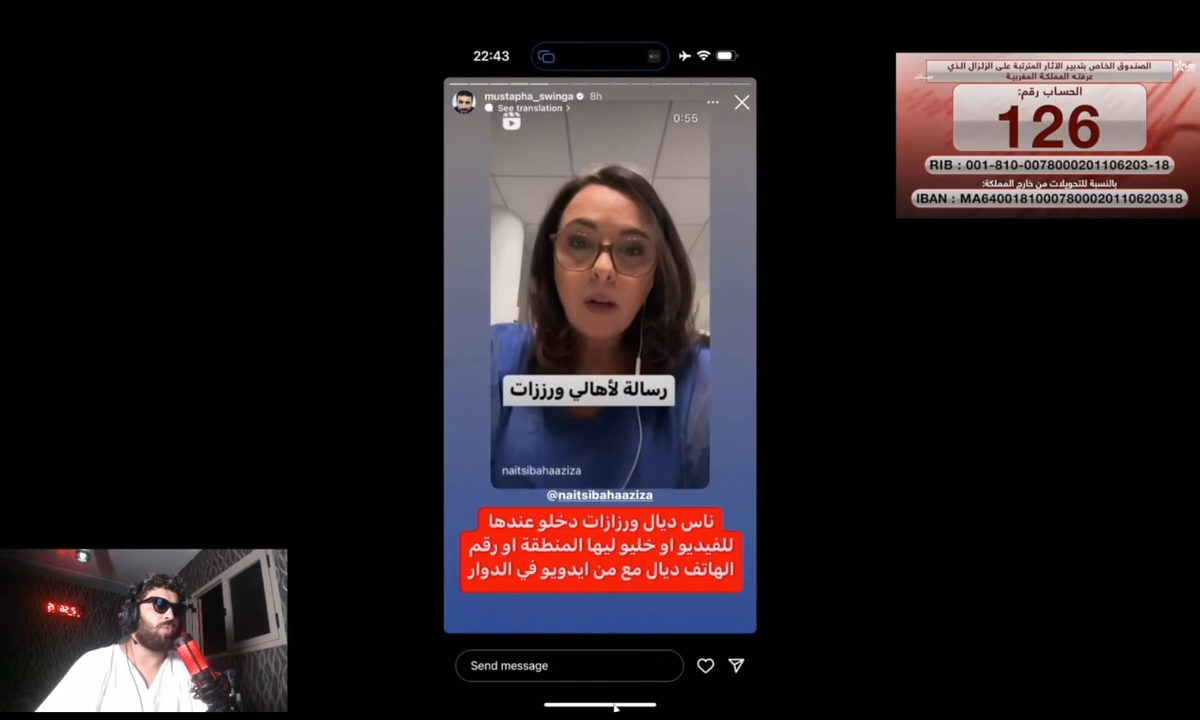 22:43
mustapha_swinga 8h
See translation >
0:55
رسالة لأهالي ورززات
naitsibahaaziza
@naitsibahaaziza
ناس ديال ورزازات دخلو عندها
للفيديو او خليو ليها المنطقة او رقم
الهاتف ديال مع من ايدويو في الدوار
Send message
الصندوق الخاص بتدبير الآثار المترتبة على الزلزال الذي
عرفته المملكة المغربية
الحساب رقم:
126
RIB : 001-810-0078000201106203-18
بالنسبة للتحويلات من خارج المملكة:
IBAN : MA64001810007800020110620318